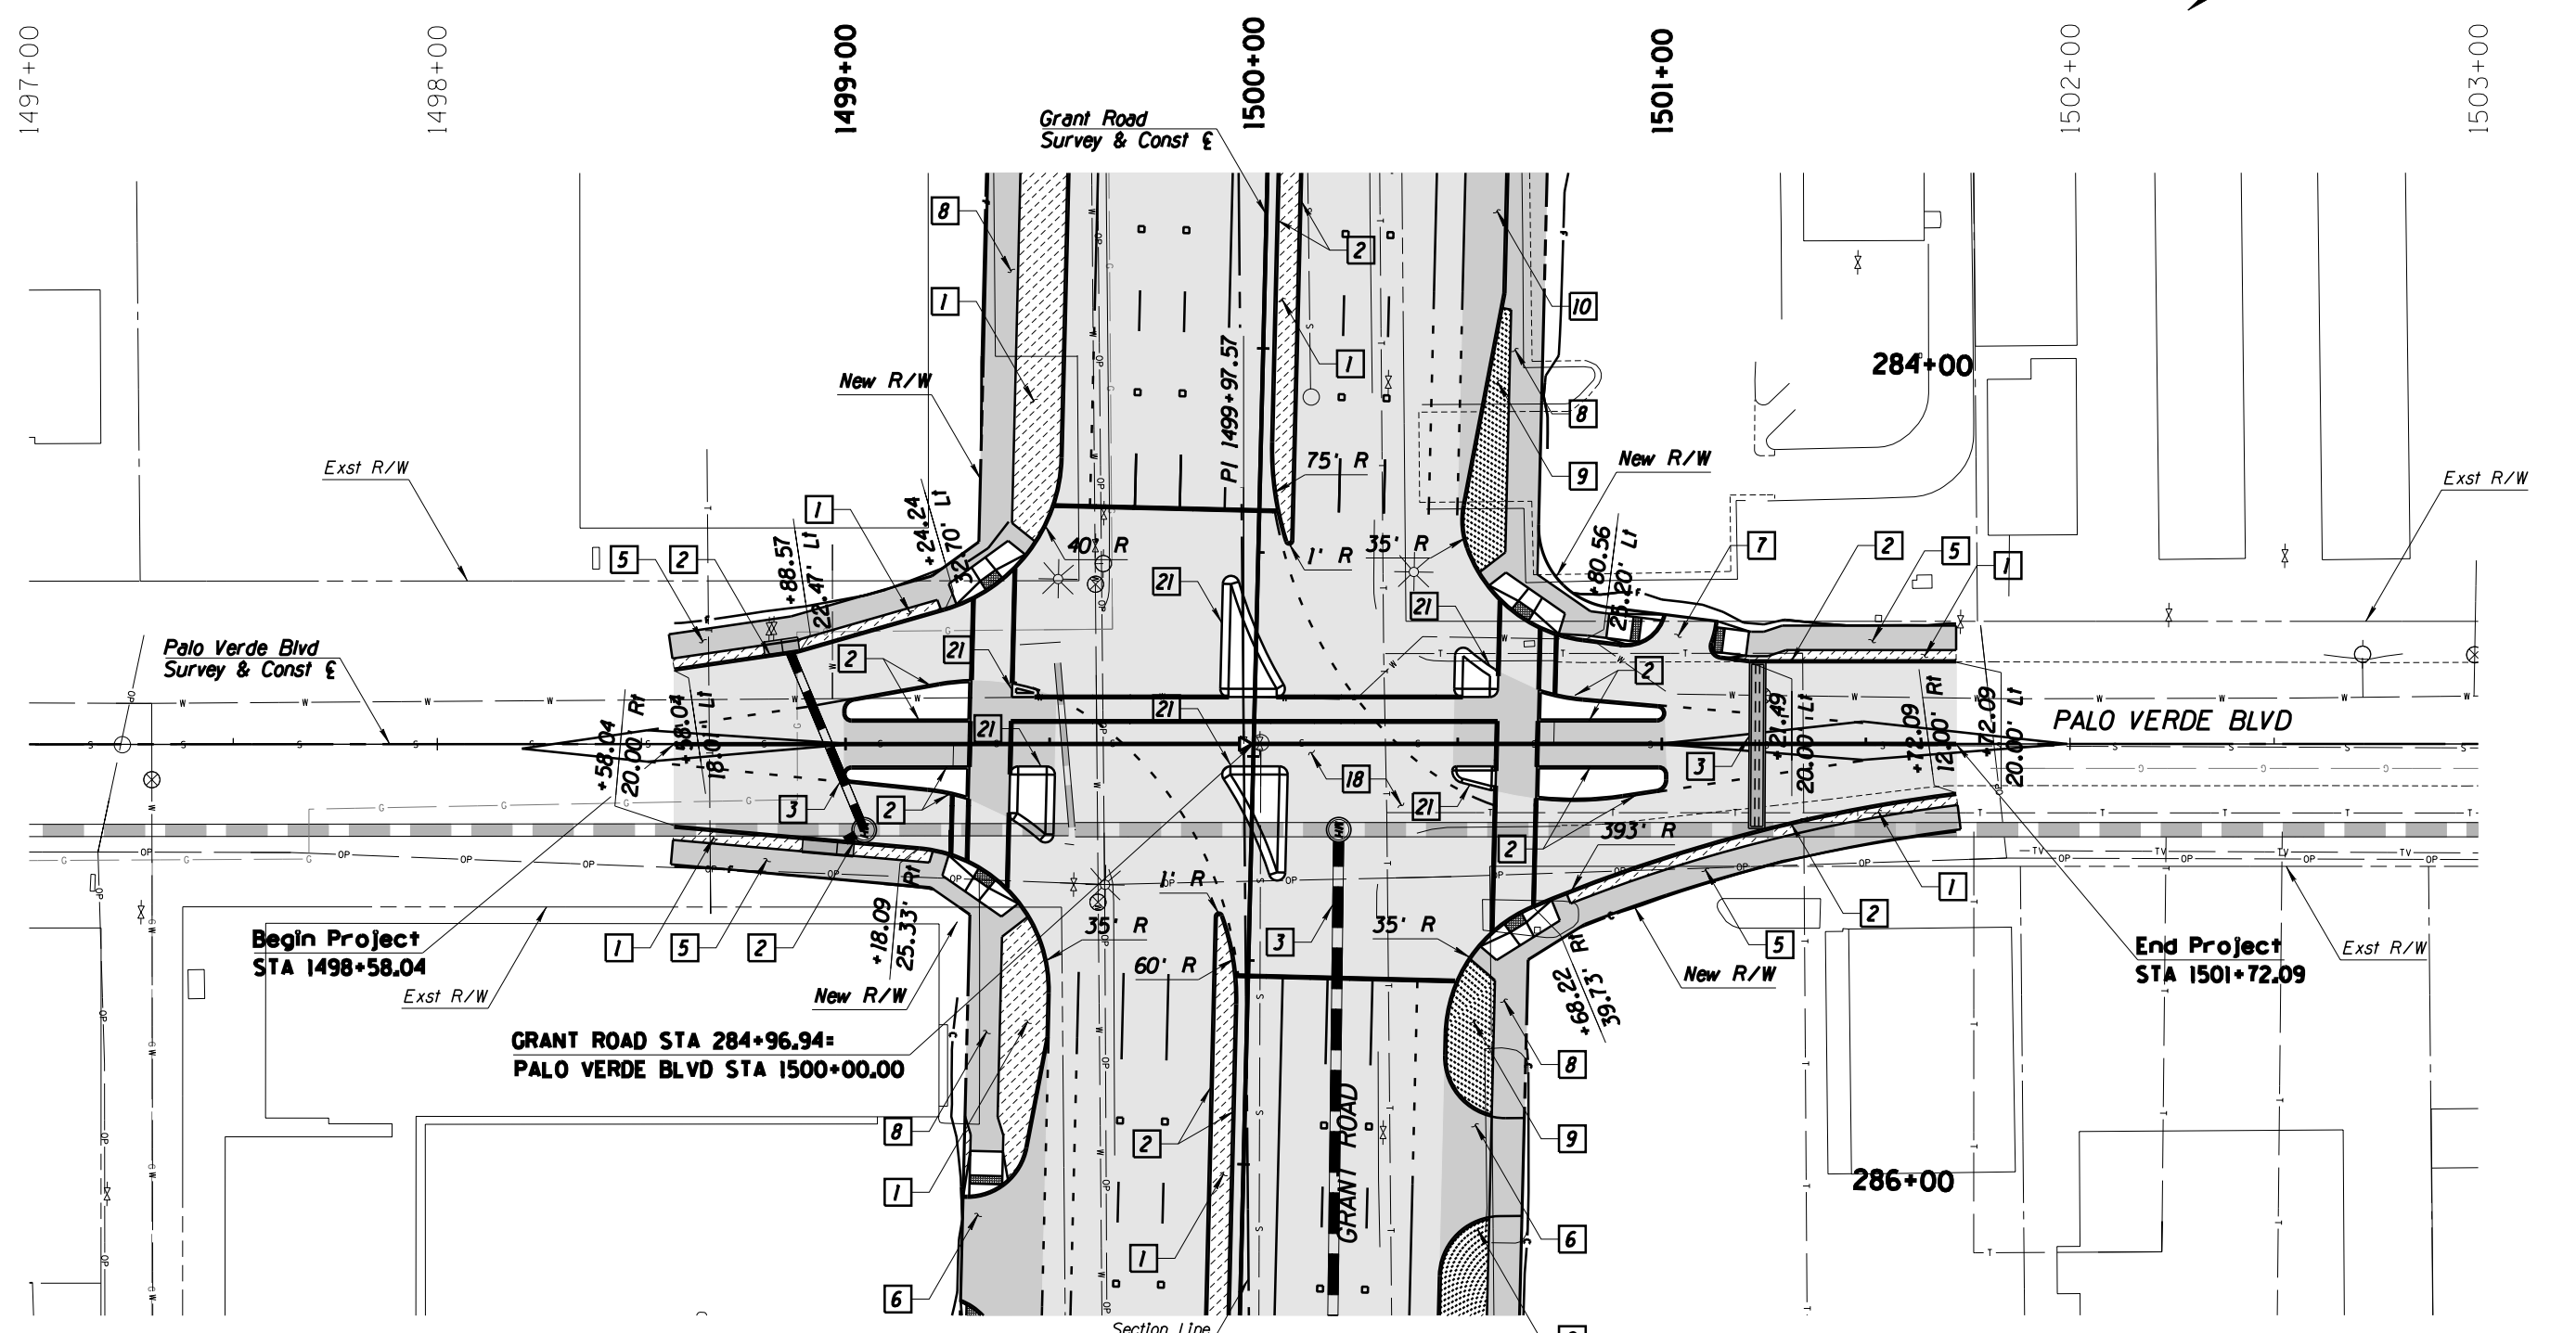 1497+00
1498+00
1499+00
1500+00
1501+00
1502+00
1503+00
Grant Road
Survey & Const ℄
8
2
1
10
PI 1499+97.57
1
284+00
New R/W
8
75' R
New R/W
9
Exst R/W
Exst R/W
1
+24.24
32.70' Lt
+88.57
22.47' Lt
40' R
1' R
35' R
+80.56
25.20' Lt
7
2
5
1
5
2
21
21
Palo Verde Blvd
Survey & Const ℄
2
21
2
21
21
+58.04
20.00' Rt
+58.04
18.01' Lt
+21.49
20.00' Lt
+72.09
12.00' Rt
+72.09
20.00' Lt
PALO VERDE BLVD
3
18
3
2
21
393' R
2
1' R
1
2
Begin Project
STA 1498+58.04
1
5
2
+18.09
25.33' Rt
35' R
3
35' R
5
End Project
STA 1501+72.09
Exst R/W
60' R
Exst R/W
New R/W
+68.22
39.73' Rt
New R/W
GRANT ROAD STA 284+96.94=
PALO VERDE BLVD STA 1500+00.00
8
8
2
9
GRANT ROAD
286+00
1
6
1
6
Section Line